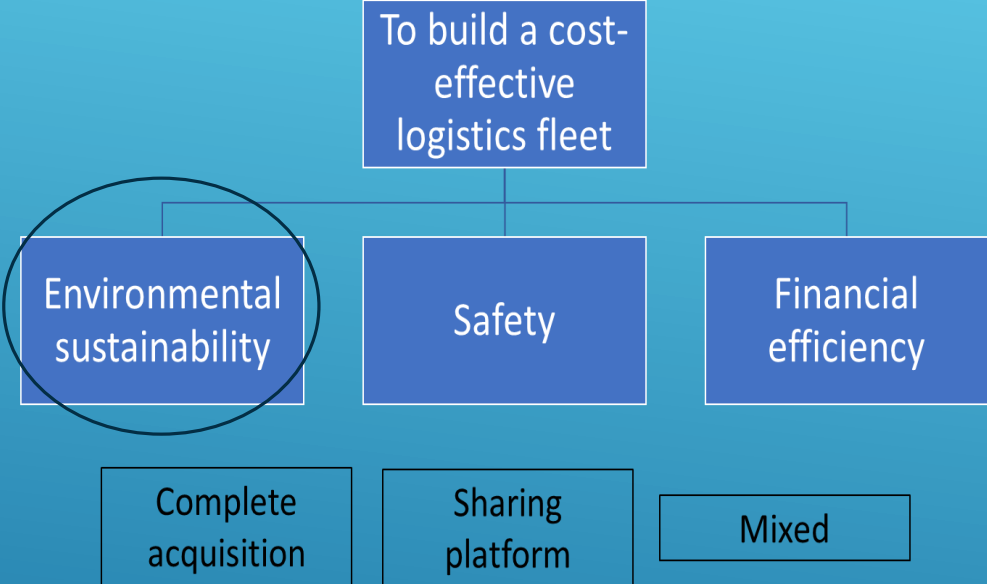 To build a cost-
effective
logistics fleet
Environmental
sustainability
Safety
Financial
efficiency
Complete
acquisition
Sharing
platform
Mixed